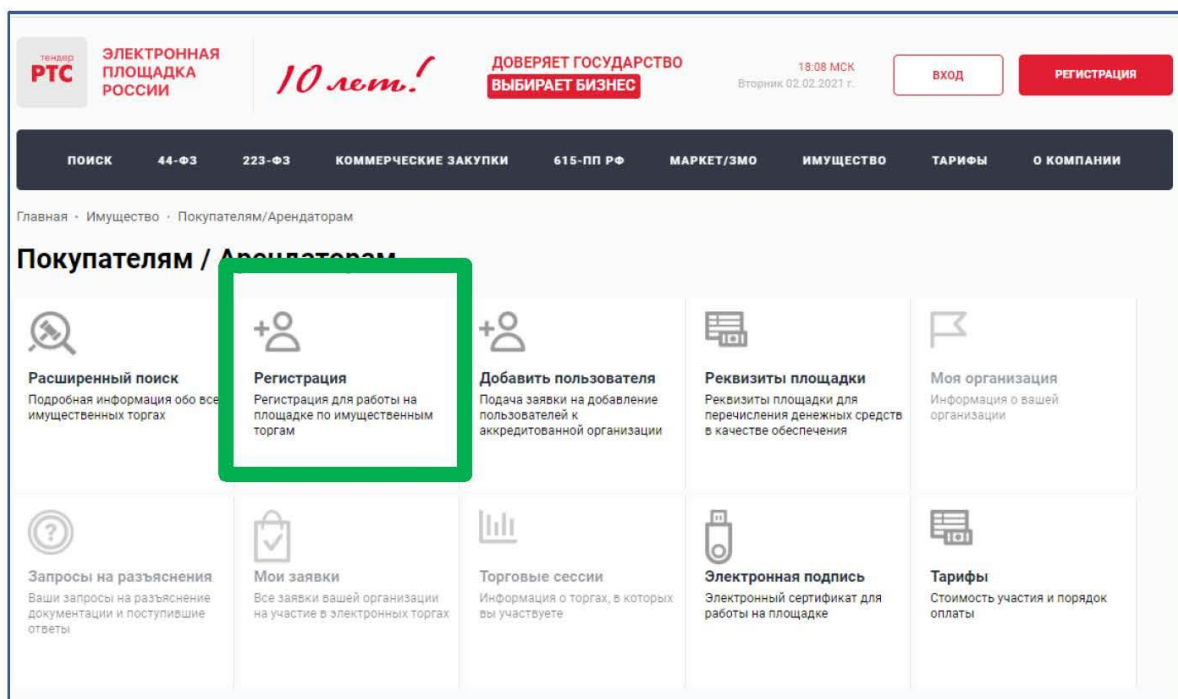 тендер
РТС
ЭЛЕКТРОННАЯ
ПЛОЩАДКА
РОССИИ
10 лет!
ДОВЕРЯЕТ ГОСУДАРСТВО
ВЫБИРАЕТ БИЗНЕС
18:08 МСК
Вторник 02.02.2021 г.
ВХОД
РЕГИСТРАЦИЯ
ПОИСК 44-ФЗ 223-ФЗ КОММЕРЧЕСКИЕ ЗАКУПКИ 615-ПП РФ МАРКЕТ/ЗМО ИМУЩЕСТВО ТАРИФЫ О КОМПАНИИ
Главная · Имущество · Покупателям/Арендаторам
Покупателям / Арендаторам
Расширенный поиск
Подробная информация обо все
имущественных торгах
Регистрация
Регистрация для работы на
площадке по имущественным
торгам
Добавить пользователя
Подача заявки на добавление
пользователей к
аккредитованной организации
Реквизиты площадки
Реквизиты площадки для
перечисления денежных средств
в качестве обеспечения
Моя организация
Информация о вашей
организации
Запросы на разъяснения
Ваши запросы на разъяснение
документации и поступившие
ответы
Мои заявки
Все заявки вашей организации
на участие в электронных торгах
Торговые сессии
Информация о торгах, в которых
вы участвуете
Электронная подпись
Электронный сертификат для
работы на площадке
Тарифы
Стоимость участия и порядок
оплаты